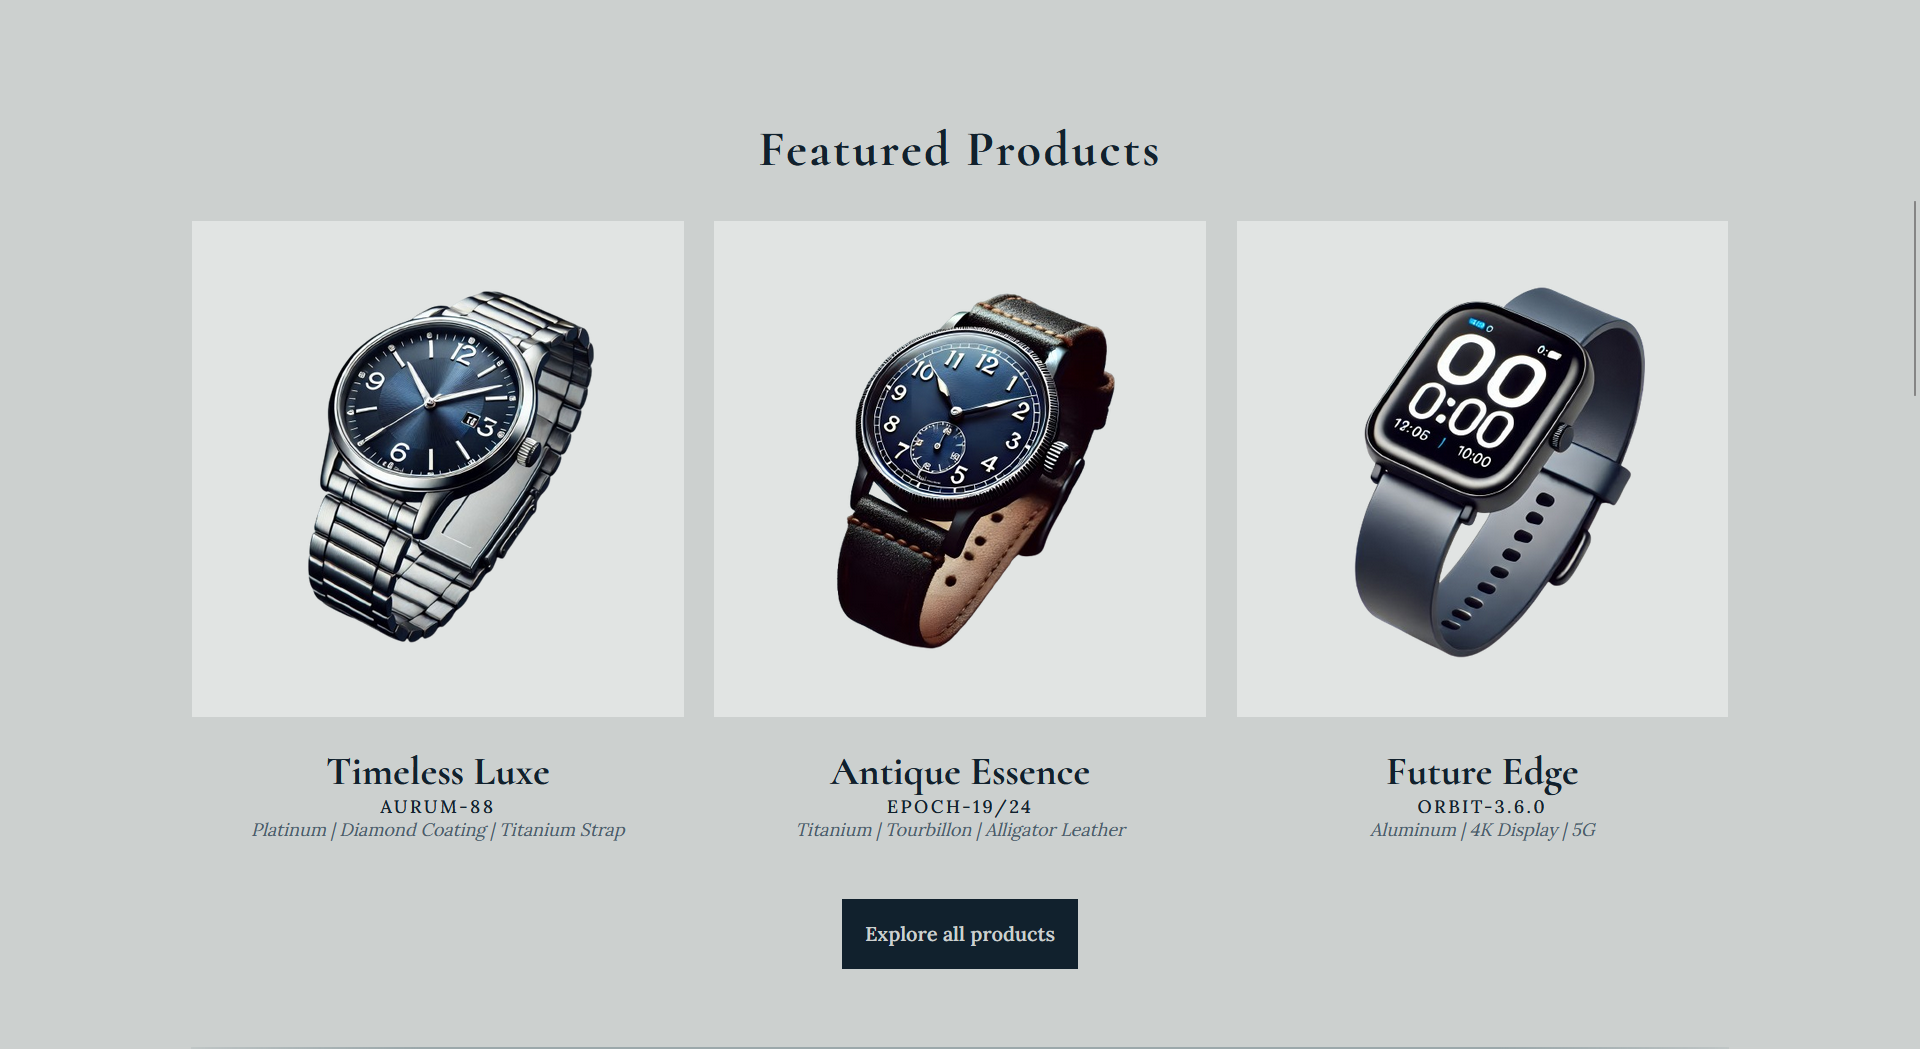 Featured Products
12
9
3
6
11 12 1
10 2
9 3
8 4
7 5
00
0:00
12:05 10:00
Timeless Luxe
AURUM-88
Platinum | Diamond Coating | Titanium Strap
Antique Essence
EPOCH-19/24
Titanium | Tourbillon | Alligator Leather
Future Edge
ORBIT-3.6.0
Aluminum | 4K Display | 5G
Explore all products